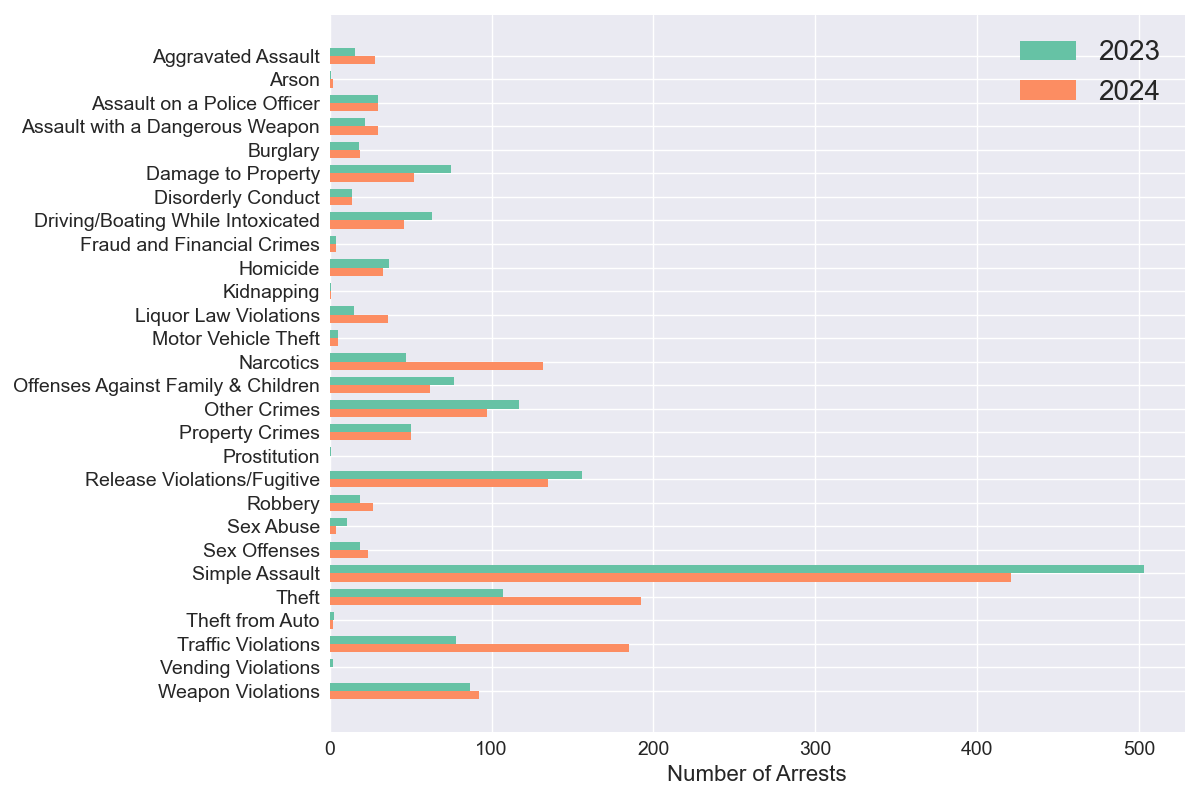 2023
2024
Aggravated Assault
Arson
Assault on a Police Officer
Assault with a Dangerous Weapon
Burglary
Damage to Property
Disorderly Conduct
Driving/Boating While Intoxicated
Fraud and Financial Crimes
Homicide
Kidnapping
Liquor Law Violations
Motor Vehicle Theft
Narcotics
Offenses Against Family & Children
Other Crimes
Property Crimes
Prostitution
Release Violations/Fugitive
Robbery
Sex Abuse
Sex Offenses
Simple Assault
Theft
Theft from Auto
Traffic Violations
Vending Violations
Weapon Violations
0 100 200 300 400 500
Number of Arrests